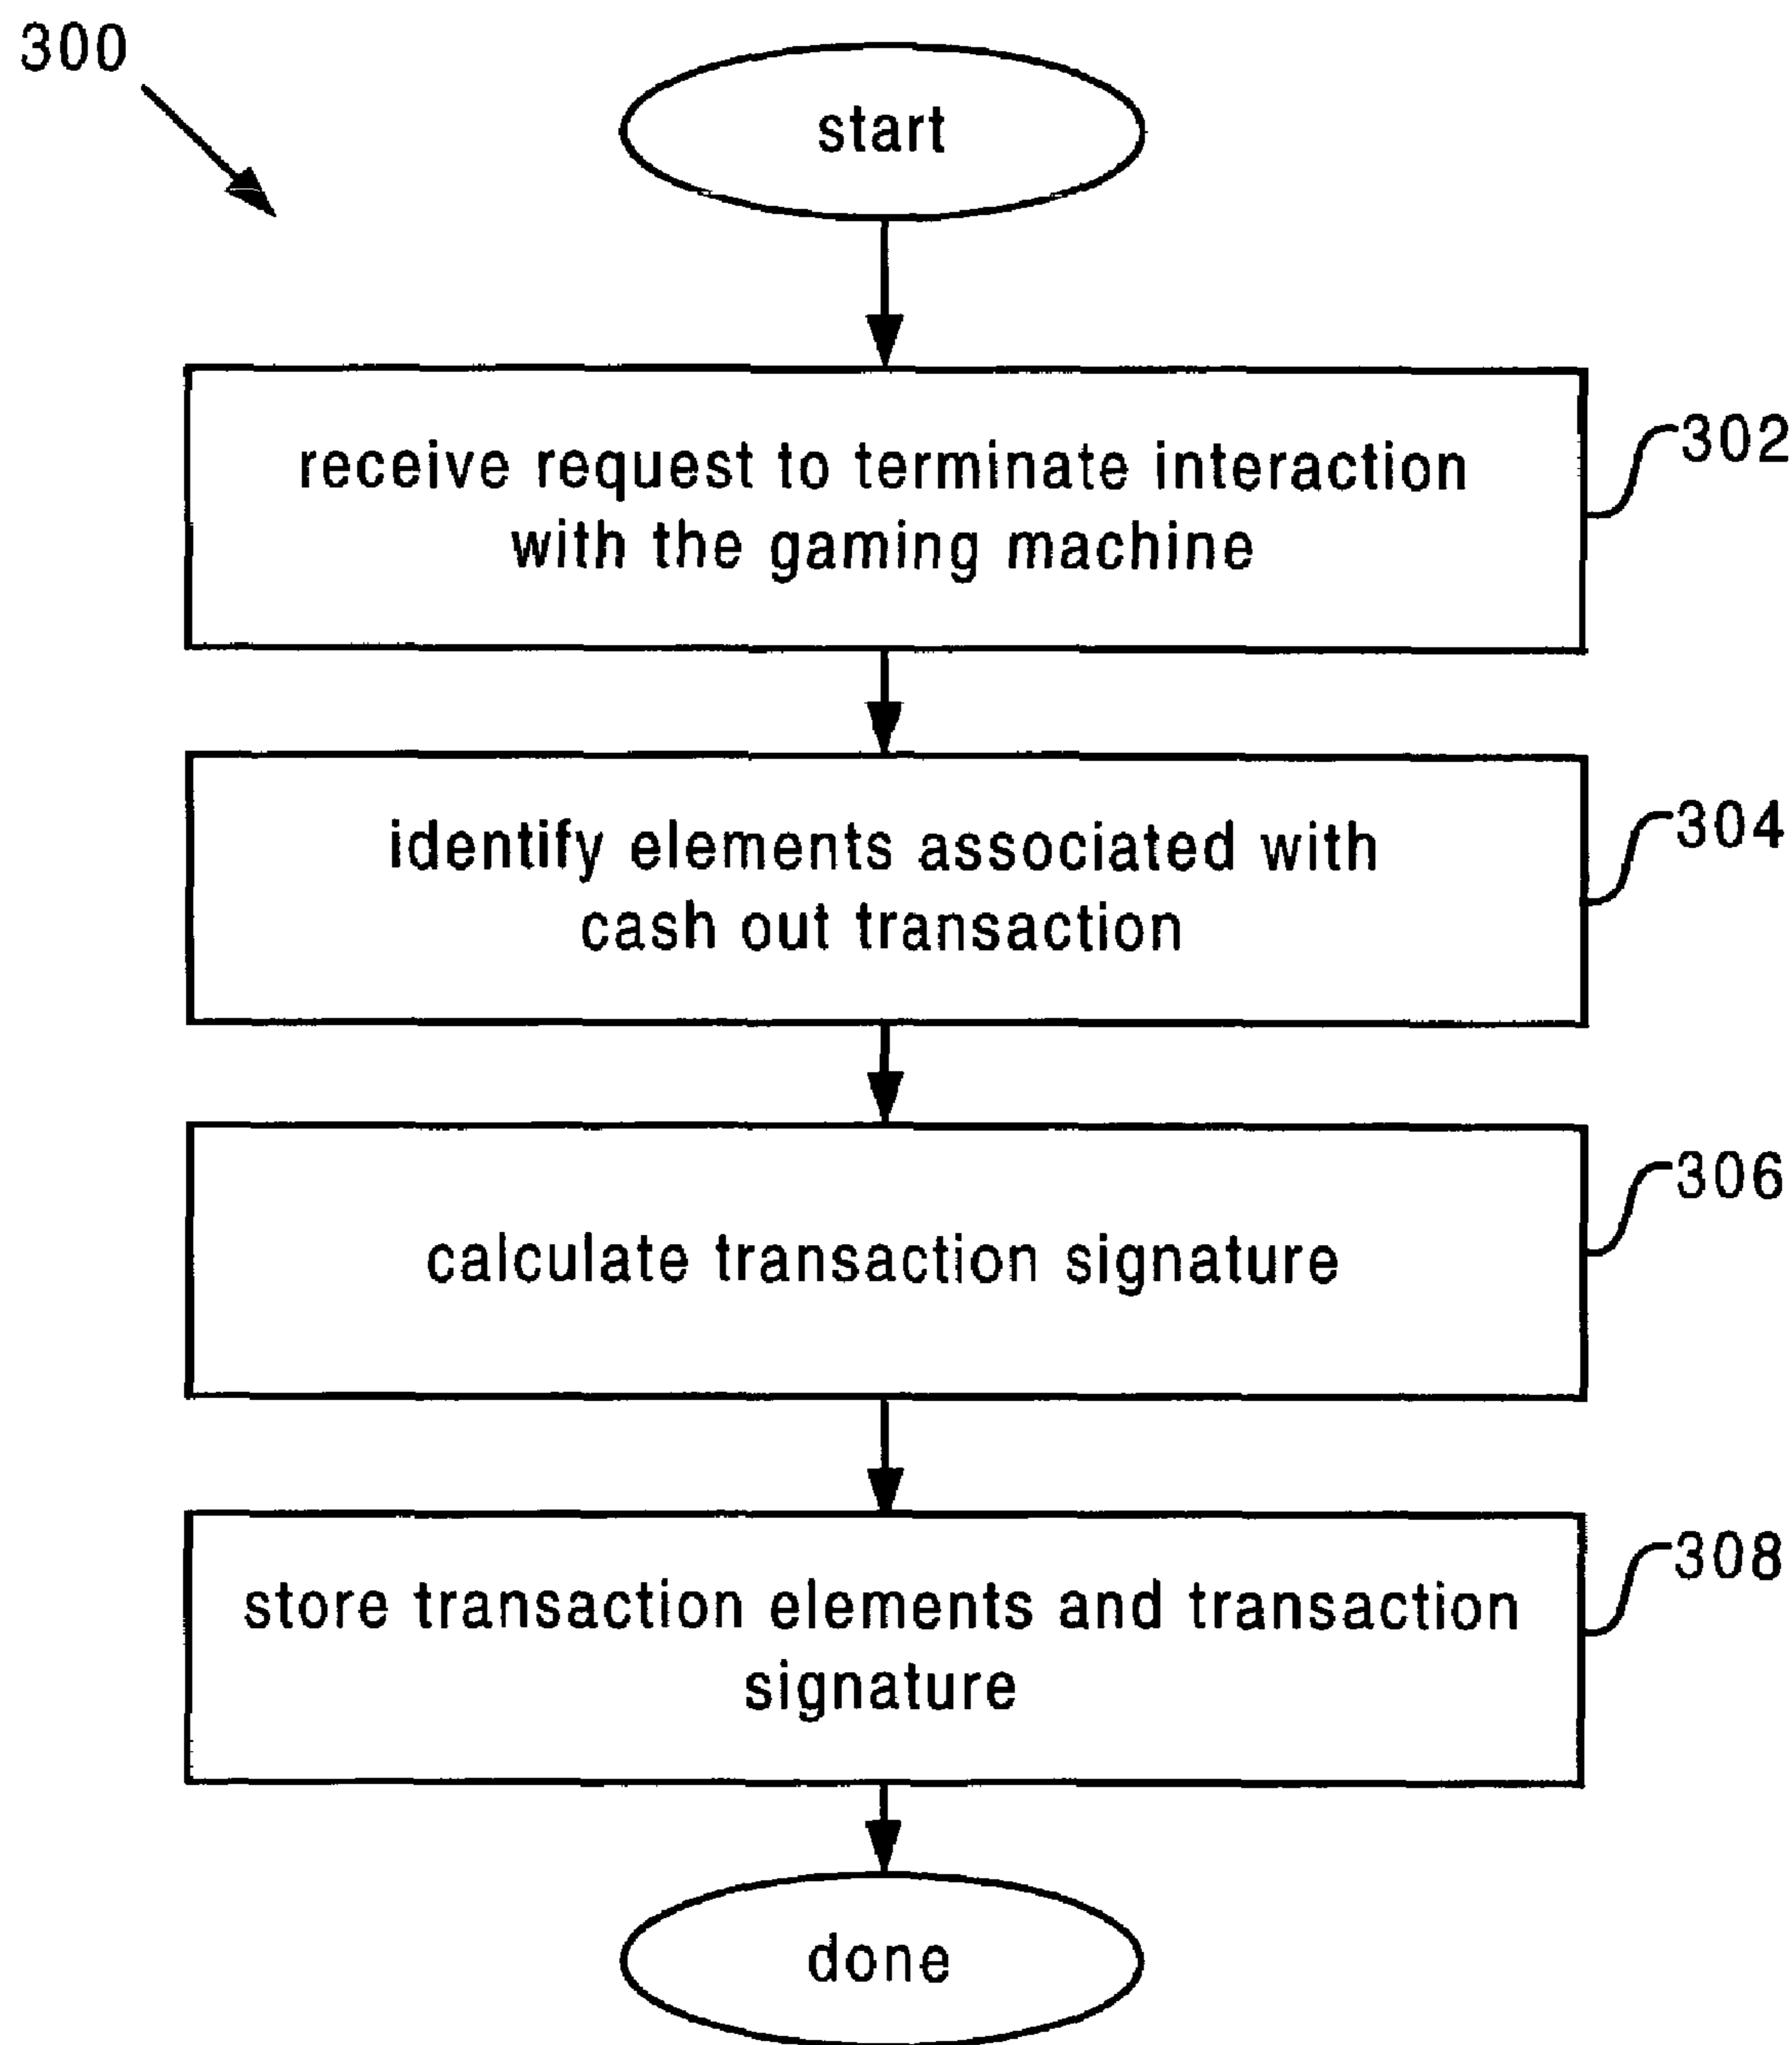 300
start
receive request to terminate interaction
with the gaming machine
302
identify elements associated with
cash out transaction
304
calculate transaction signature
306
store transaction elements and transaction
signature
308
done